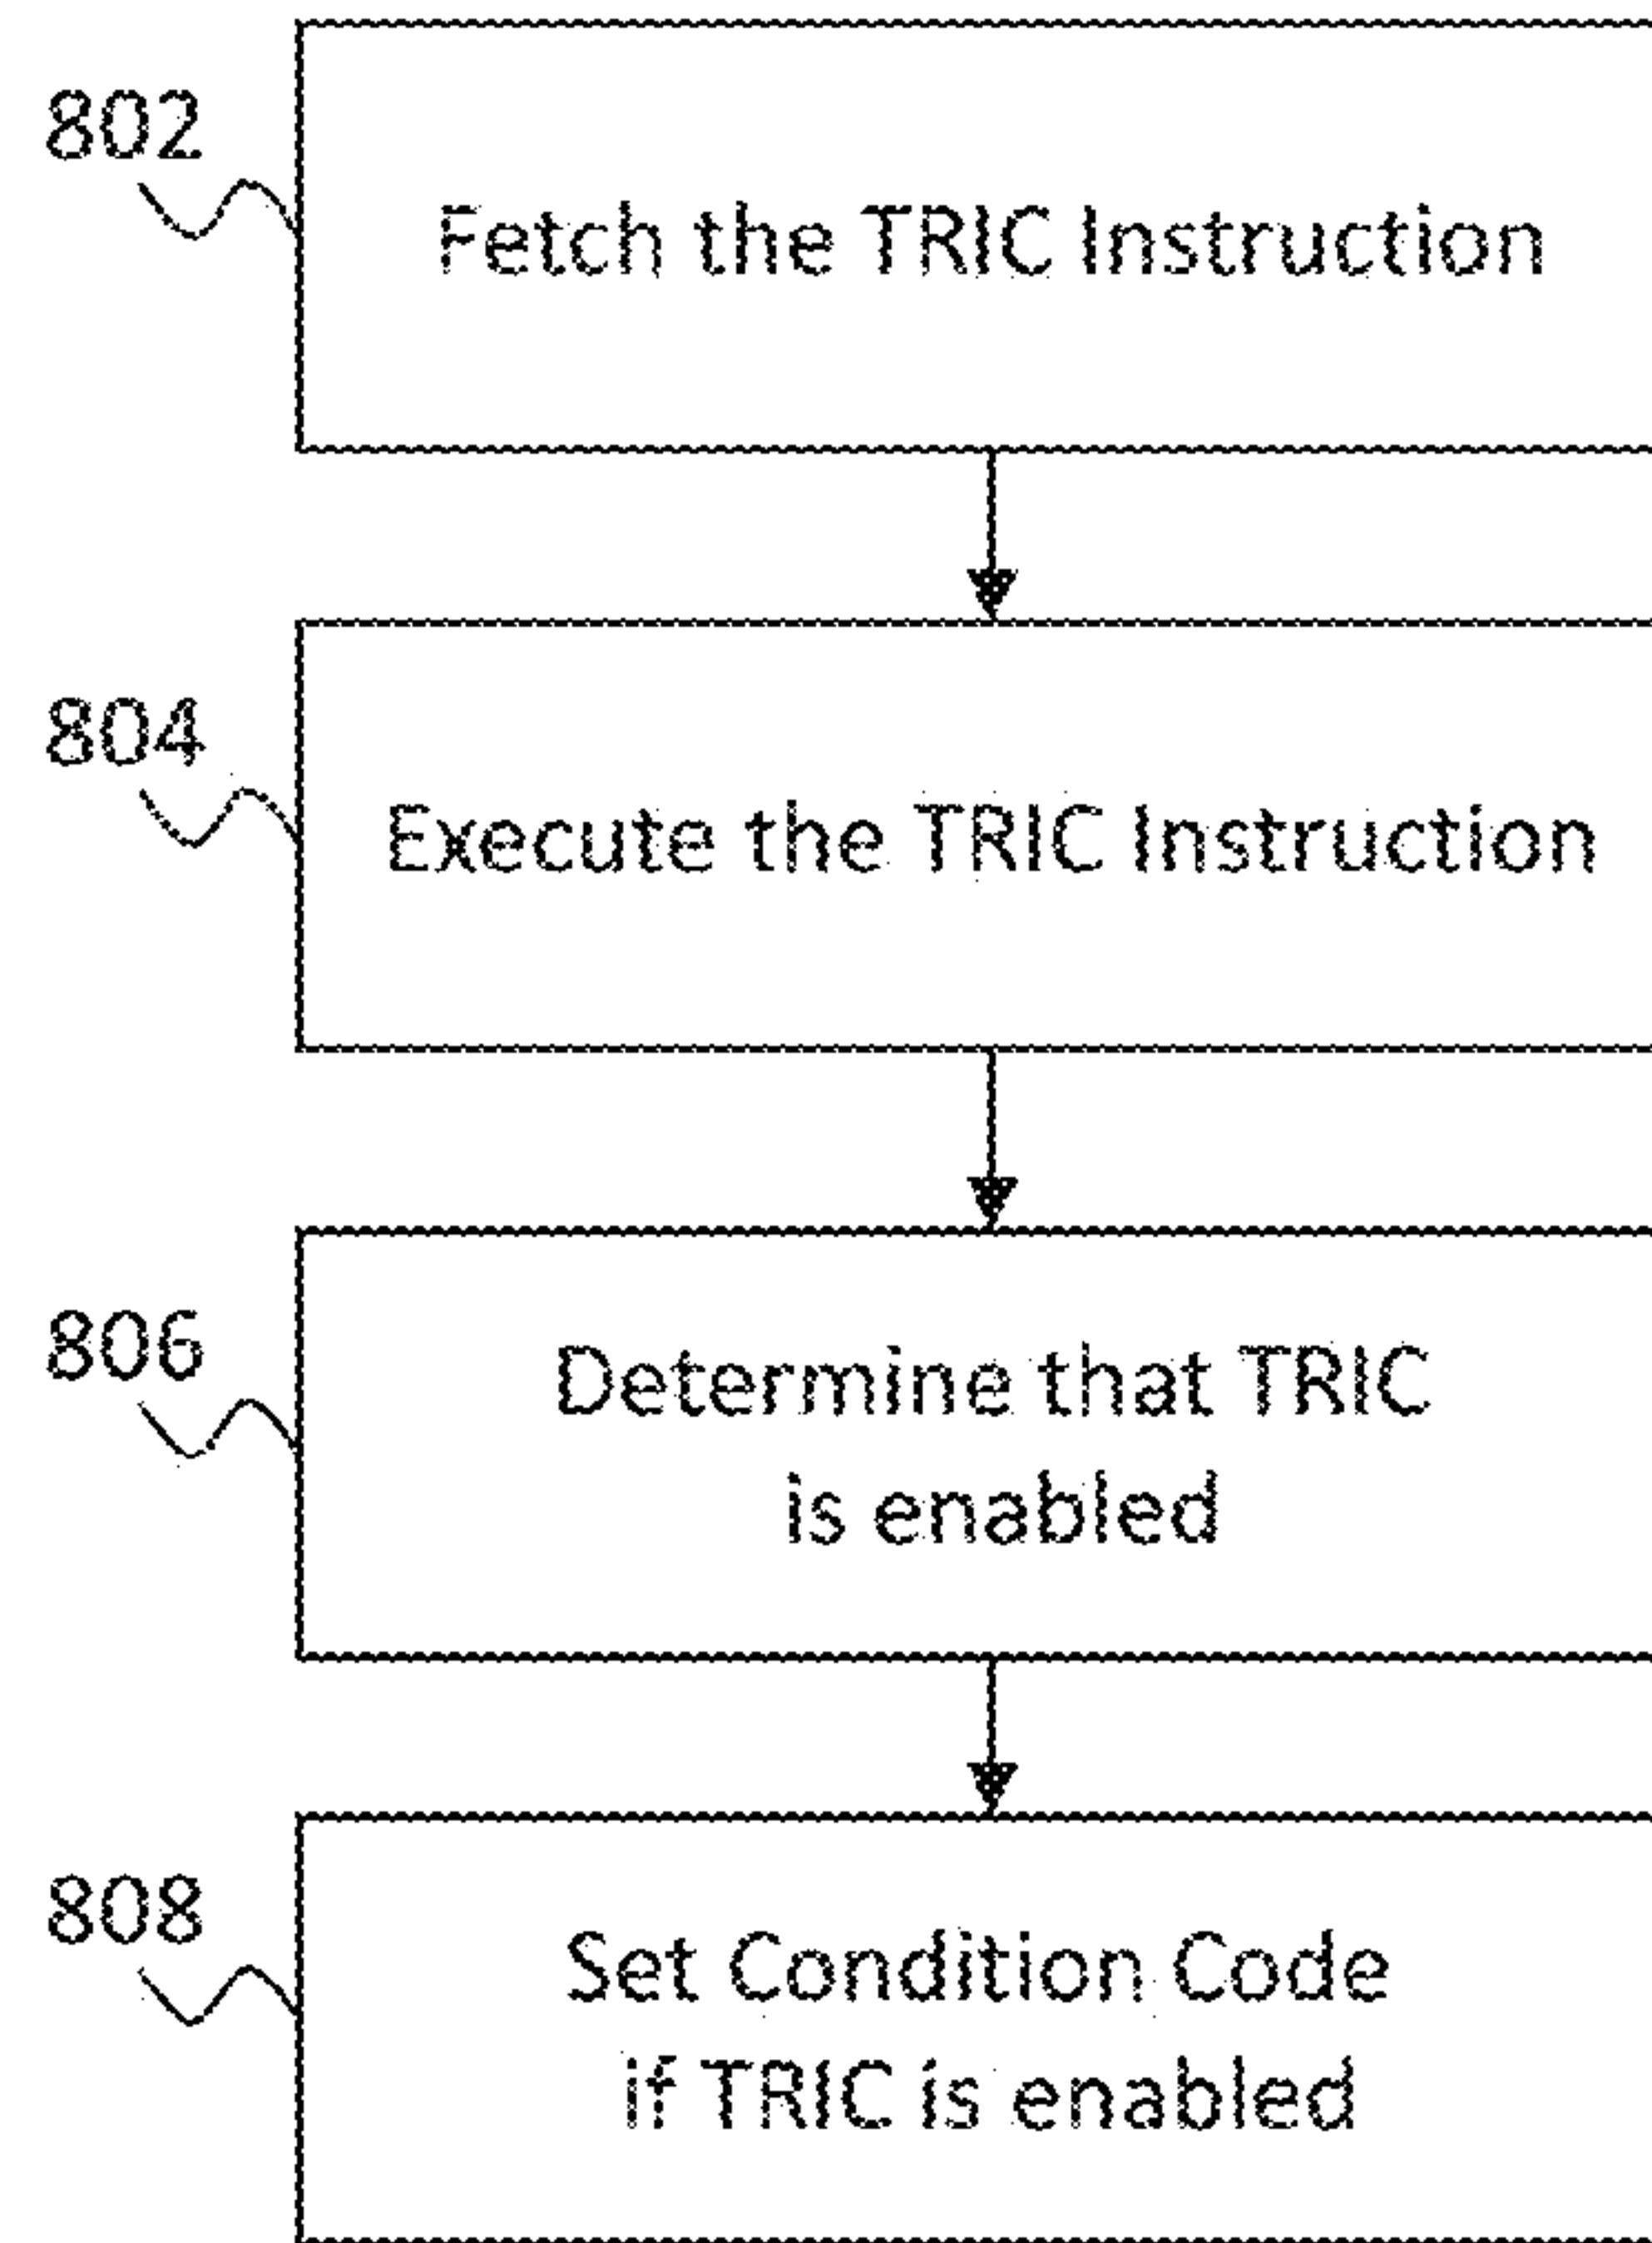 802
Fetch the TRIC Instruction
804
Execute the TRIC Instruction
806
Determine that TRIC
is enabled
808
Set Condition Code
if TRIC is enabled